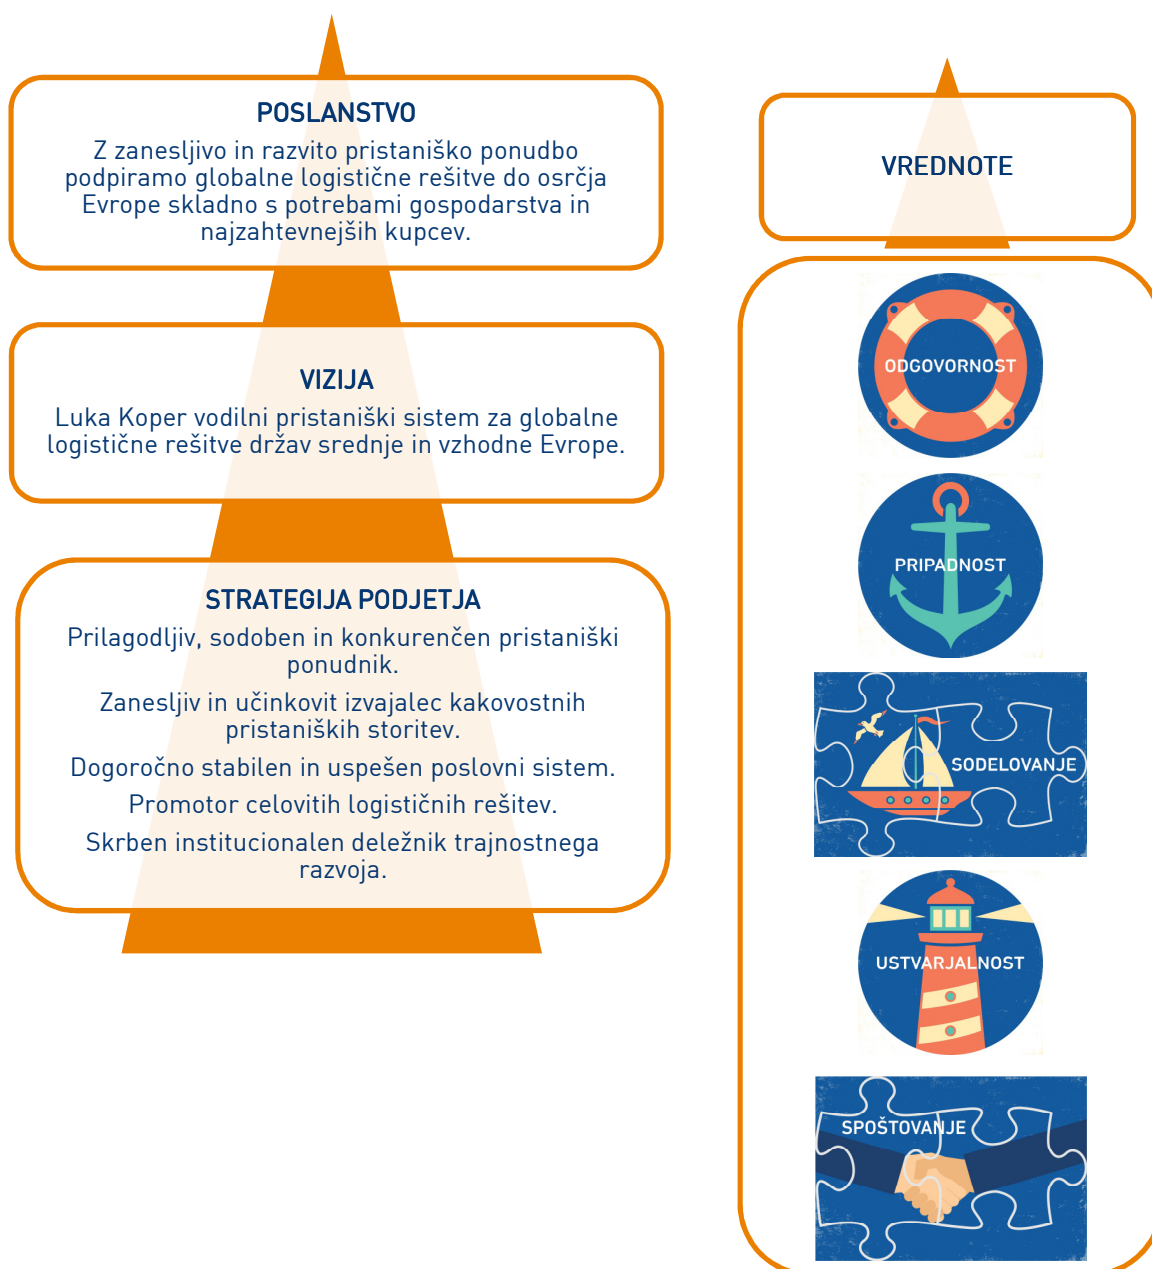 POSLANSTVO
Z zanesljivo in razvito pristaniško ponudbo
podpiramo globalne logistične rešitve do osrčja
Evrope skladno s potrebami gospodarstva in
najzahtevnejših kupcev.
VIZIJA
Luka Koper vodilni pristaniški sistem za globalne
logistične rešitve držav srednje in vzhodne Evrope.
STRATEGIJA PODJETJA
Prilagodljiv, sodoben in konkurenčen pristaniški
ponudnik.
Zanesljiv in učinkovit izvajalec kakovostnih
pristaniških storitev.
Dogoročno stabilen in uspešen poslovni sistem.
Promotor celovitih logističnih rešitev.
Skrben institucionalen deležnik trajnostnega
razvoja.
VREDNOTE
ODGOVORNOST
PRIPADNOST
SODELOVANJE
USTVARJALNOST
SPOŠTOVANJE